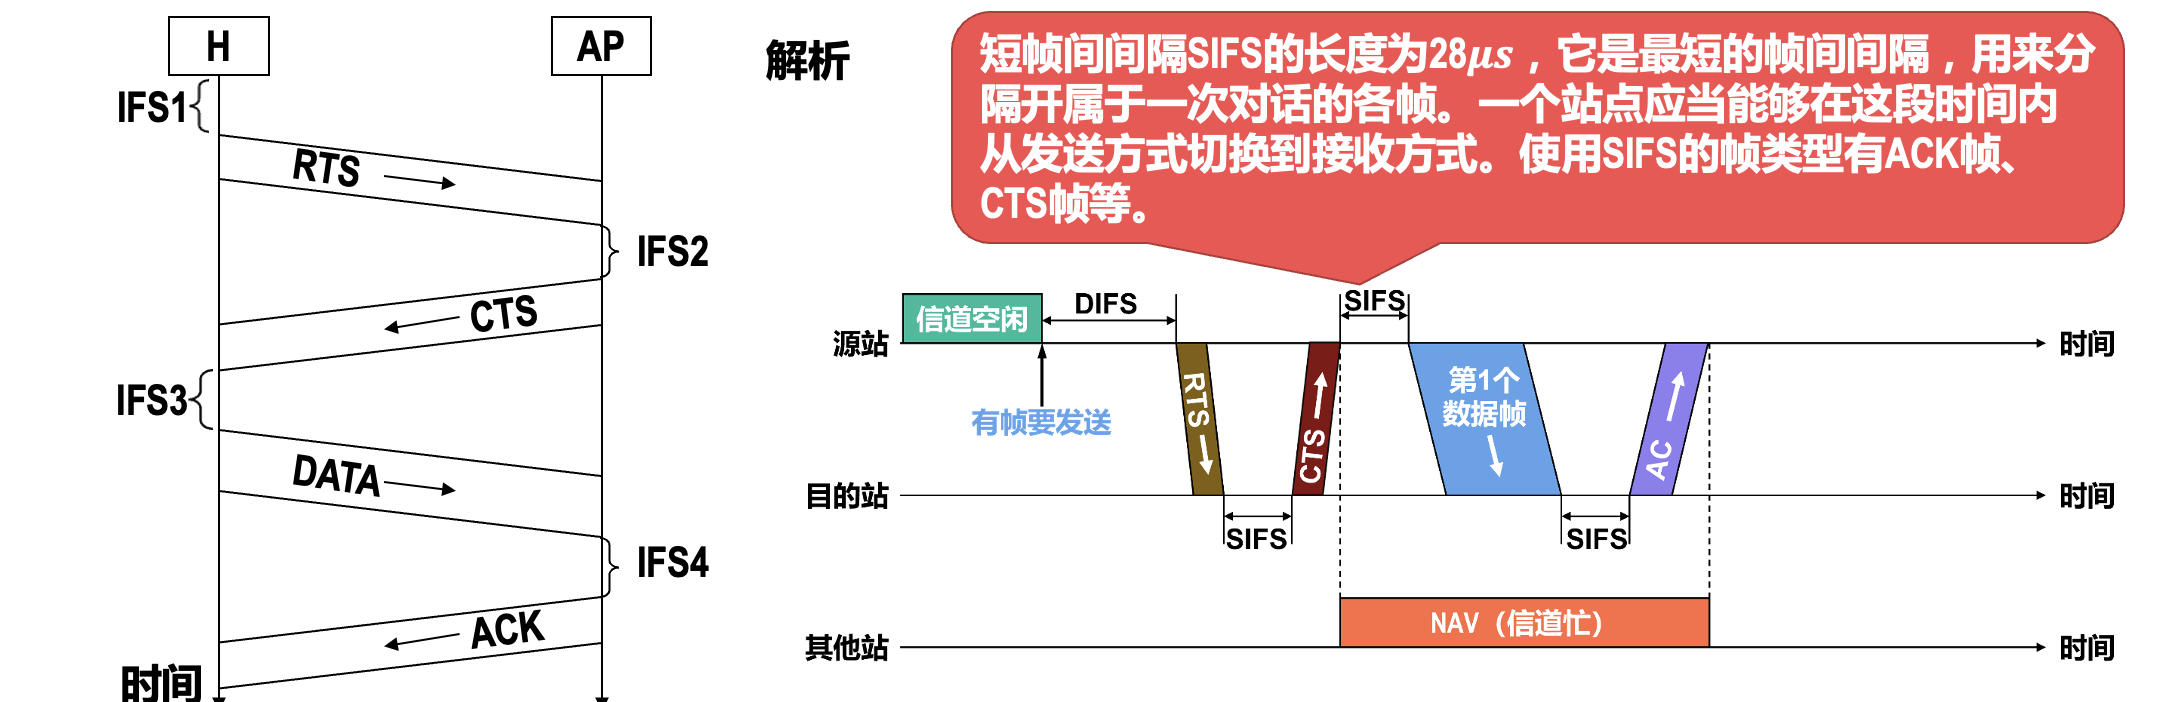 H
AP
IFS1
RTS
IFS2
CTS
IFS3
DATA
IFS4
ACK
时间
解析
短帧间间隔SIFS的长度为28μs，它是最短的帧间间隔，用来分
隔开属于一次对话的各帧。一个站点应当能够在这段时间内
从发送方式切换到接收方式。使用SIFS的帧类型有ACK帧、
CTS帧等。
信道空闲
DIFS
SIFS
源站
时间
有帧要发送
RTS
CTS
第1个
数据帧
AC
目的站
时间
SIFS
SIFS
NAV（信道忙）
其他站
时间